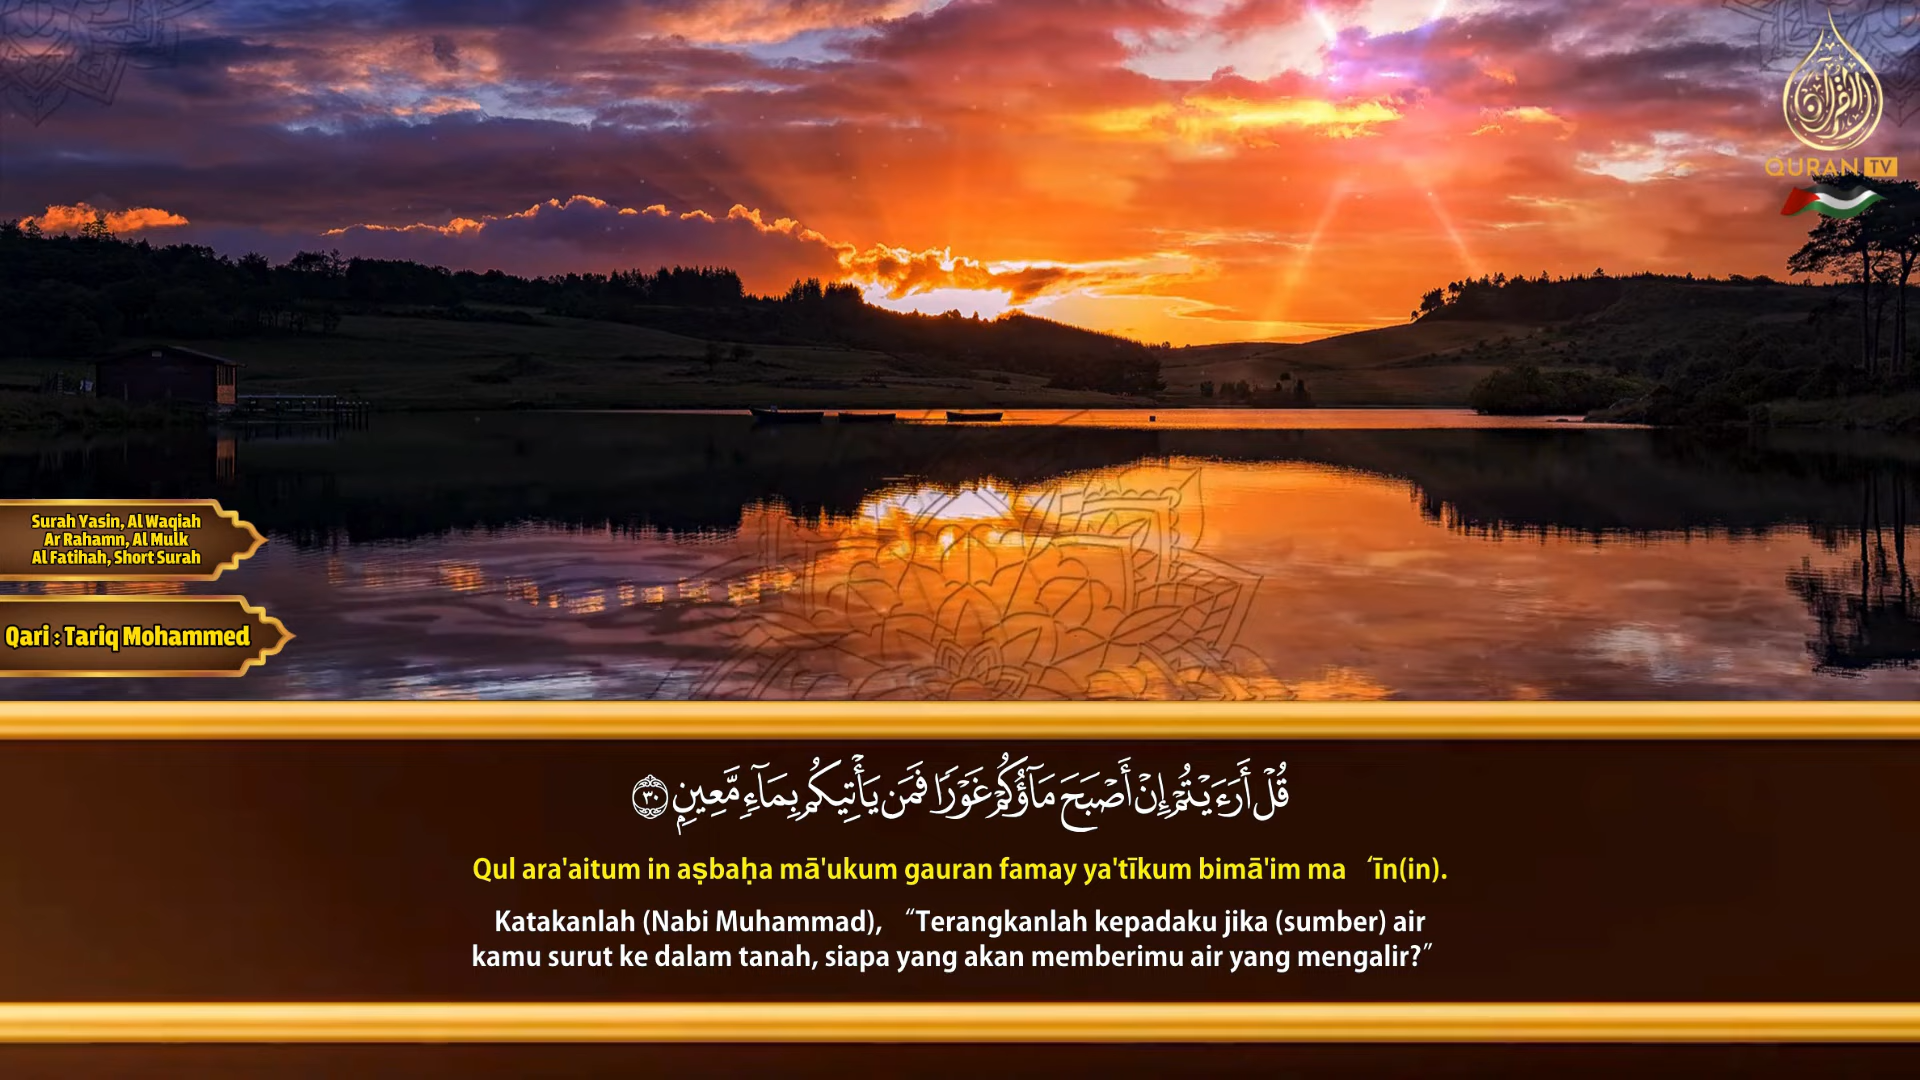 القرآن
QURAN TV
Surah Yasin, Al Waqiah
Ar Rahamn, Al Mulk
Al Fatihah, Short Surah
Qari : Tariq Mohammed
قُلْ أَرَءَيْتُمْ إِنْ أَصْبَحَ مَآؤُكُمْ غَوْرًا فَمَن يَأْتِيكُم بِمَآءٍ مَّعِينٍۭ ٣٠
Qul ara'aitum in aṣbaḥa mā'ukum gauran famay ya'tīkum bimā'im ma ‘īn(in).
Katakanlah (Nabi Muhammad), “Terangkanlah kepadaku jika (sumber) air
kamu surut ke dalam tanah, siapa yang akan memberimu air yang mengalir?”